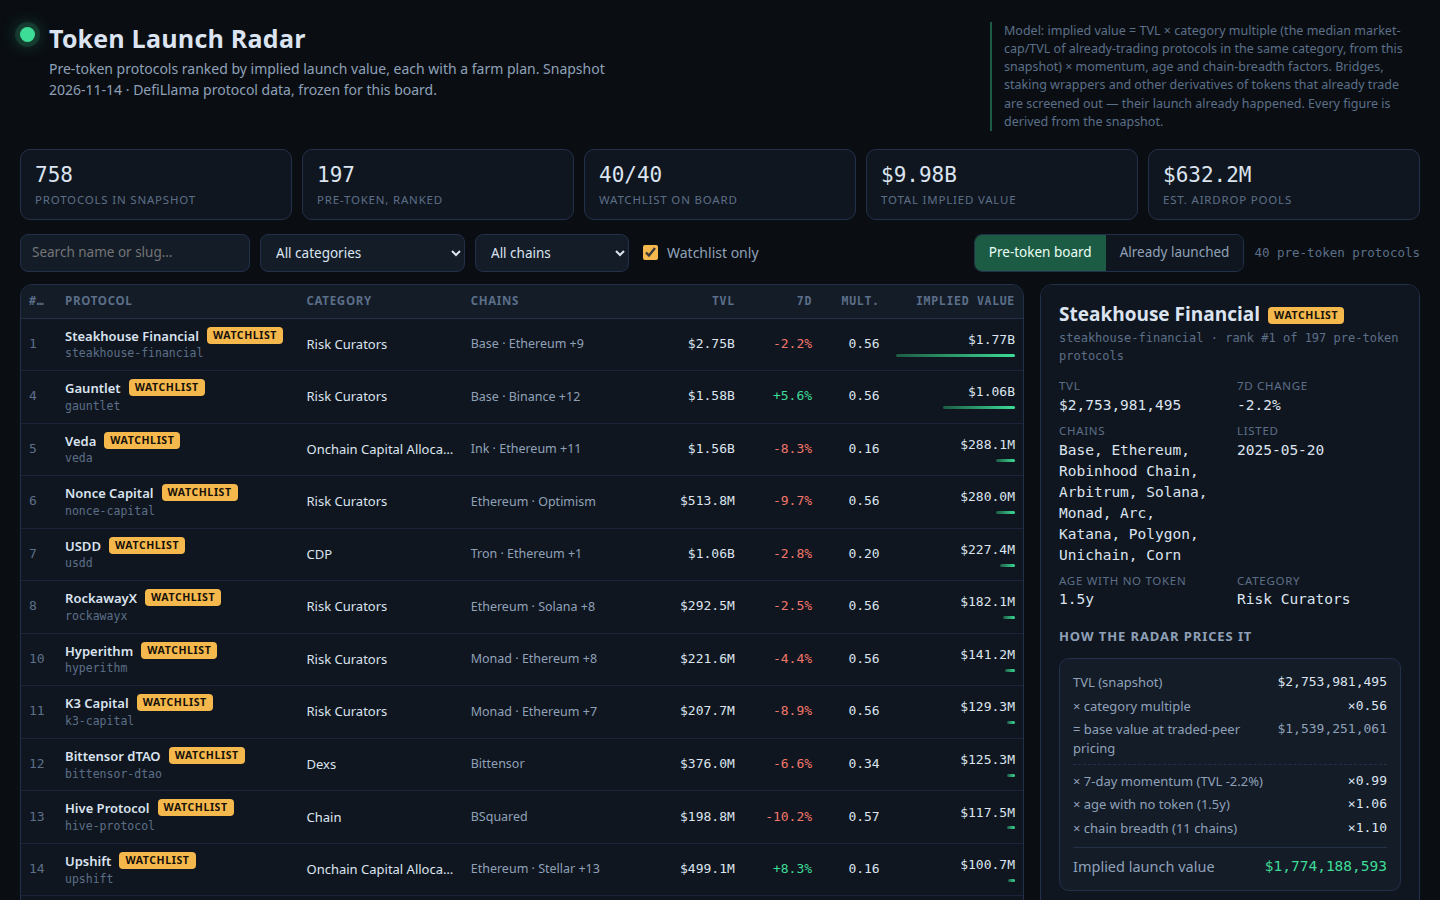 Token Launch Radar
Pre-token protocols ranked by implied launch value, each with a farm plan. Snapshot
2026-11-14 · DefiLlama protocol data, frozen for this board.
Model: implied value = TVL × category multiple (the median market-
cap/TVL of already-trading protocols in the same category, from this
snapshot) × momentum, age and chain-breadth factors. Bridges,
staking wrappers and other derivatives of tokens that already trade
are screened out — their launch already happened. Every figure is
derived from the snapshot.
758
PROTOCOLS IN SNAPSHOT
197
PRE-TOKEN, RANKED
40/40
WATCHLIST ON BOARD
$9.98B
TOTAL IMPLIED VALUE
$632.2M
EST. AIRDROP POOLS
Search name or slug...
All categories
All chains
Watchlist only
Pre-token board
Already launched
40 pre-token protocols
#… PROTOCOL CATEGORY CHAINS TVL 7D MULT. IMPLIED VALUE
1 Steakhouse Financial WATCHLIST Risk Curators Base · Ethereum +9 $2.75B -2.2% 0.56 $1.77B
steakhouse-financial
4 Gauntlet WATCHLIST Risk Curators Base · Binance +12 $1.58B +5.6% 0.56 $1.06B
gauntlet
5 Veda WATCHLIST Onchain Capital Alloca... Ink · Ethereum +11 $1.56B -8.3% 0.16 $288.1M
veda
6 Nonce Capital WATCHLIST Risk Curators Ethereum · Optimism $513.8M -9.7% 0.56 $280.0M
nonce-capital
7 USDD WATCHLIST CDP Tron · Ethereum +1 $1.06B -2.8% 0.20 $227.4M
usdd
8 RockawayX WATCHLIST Risk Curators Ethereum · Solana +8 $292.5M -2.5% 0.56 $182.1M
rockawayx
10 Hyperithm WATCHLIST Risk Curators Monad · Ethereum +8 $221.6M -4.4% 0.56 $141.2M
hyperithm
11 K3 Capital WATCHLIST Risk Curators Monad · Ethereum +7 $207.7M -8.9% 0.56 $129.3M
k3-capital
12 Bittensor dTAO WATCHLIST Dexs Bittensor $376.0M -6.6% 0.34 $125.3M
bittensor-dtao
13 Hive Protocol WATCHLIST Chain BSquared $198.8M -10.2% 0.57 $117.5M
hive-protocol
14 Upshift WATCHLIST Onchain Capital Alloca... Ethereum · Stellar +13 $499.1M +8.3% 0.16 $100.7M
upshift
Steakhouse Financial WATCHLIST
steakhouse-financial · rank #1 of 197 pre-token
protocols
TVL
$2,753,981,495
7D CHANGE
-2.2%
CHAINS
Base, Ethereum,
Robinhood Chain,
Arbitrum, Solana,
Monad, Arc,
Katana, Polygon,
Unichain, Corn
LISTED
2025-05-20
AGE WITH NO TOKEN
1.5y
CATEGORY
Risk Curators
HOW THE RADAR PRICES IT
TVL (snapshot) $2,753,981,495
× category multiple ×0.56
= base value at traded-peer $1,539,251,061
pricing
× 7-day momentum (TVL -2.2%) ×0.99
× age with no token (1.5y) ×1.06
× chain breadth (11 chains) ×1.10
Implied launch value $1,774,188,593